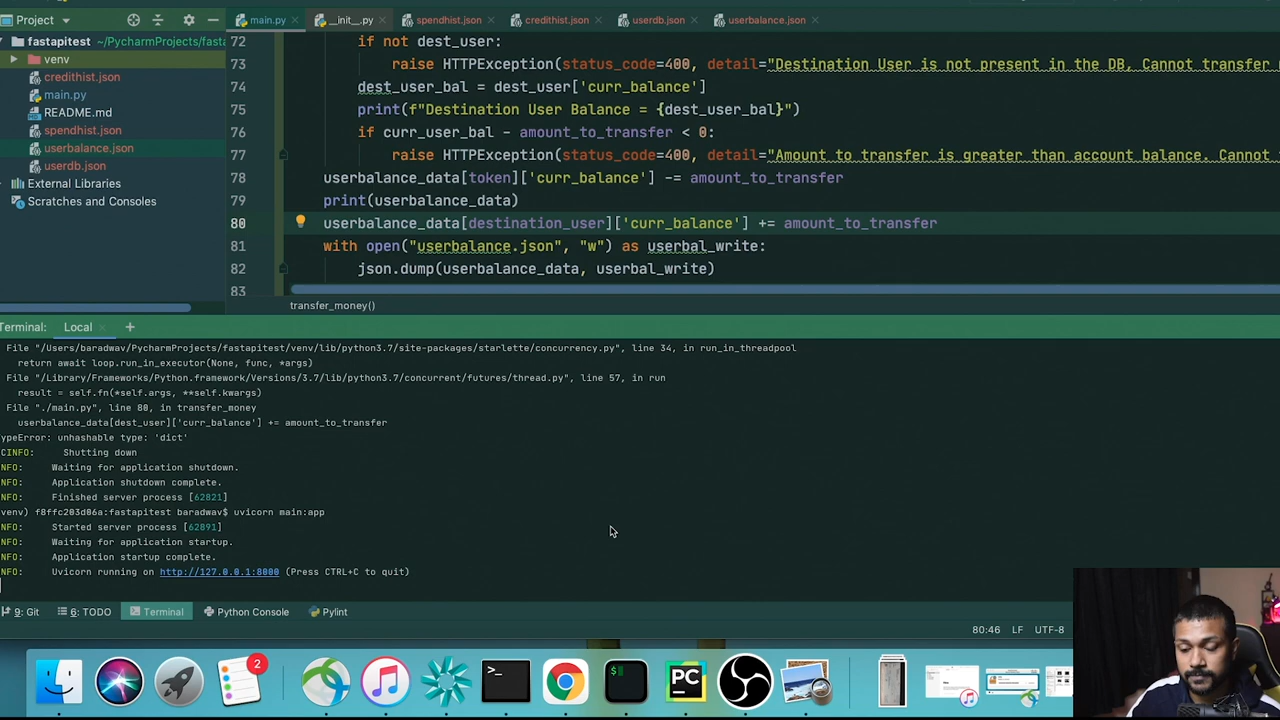 Project
main.py
__init__.py
spendhist.json
credithist.json
userdb.json
userbalance.json
fastapitest ~/PycharmProjects/fasta
venv
credithist.json
main.py
README.md
spendhist.json
userbalance.json
userdb.json
External Libraries
Scratches and Consoles
72 if not dest_user:
73 raise HTTPException(status_code=400, detail="Destination User is not present in the DB, Cannot transfer
74 dest_user_bal = dest_user['curr_balance']
75 print(f"Destination User Balance = {dest_user_bal}")
76 if curr_user_bal - amount_to_transfer < 0:
77 raise HTTPException(status_code=400, detail="Amount to transfer is greater than account balance. Cannot
78 userbalance_data[token]['curr_balance'] -= amount_to_transfer
79 print(userbalance_data)
80 userbalance_data[destination_user]['curr_balance'] += amount_to_transfer
81 with open("userbalance.json", "w") as userbal_write:
82 json.dump(userbalance_data, userbal_write)
83
transfer_money()
Terminal: Local +
File "/Users/baradwav/PycharmProjects/fastapitest/venv/lib/python3.7/site-packages/starlette/concurrency.py", line 34, in run_in_threadpool
return await loop.run_in_executor(None, func, *args)
File "/Library/Frameworks/Python.framework/Versions/3.7/lib/python3.7/concurrent/futures/thread.py", line 57, in run
result = self.fn(*self.args, **self.kwargs)
File "./main.py", line 80, in transfer_money
userbalance_data[dest_user]['curr_balance'] += amount_to_transfer
ypeError: unhashable type: 'dict'
CINFO: Shutting down
NFO: Waiting for application shutdown.
NFO: Application shutdown complete.
NFO: Finished server process [62821]
venv) f8ffc203d06a:fastapitest baradwav$ uvicorn main:app
NFO: Started server process [62891]
NFO: Waiting for application startup.
NFO: Application startup complete.
NFO: Uvicorn running on http://127.0.0.1:8000 (Press CTRL+C to quit)
9: Git
6: TODO
Terminal
Python Console
Pylint
80:46 LF UTF-8
2
>_
$
PC